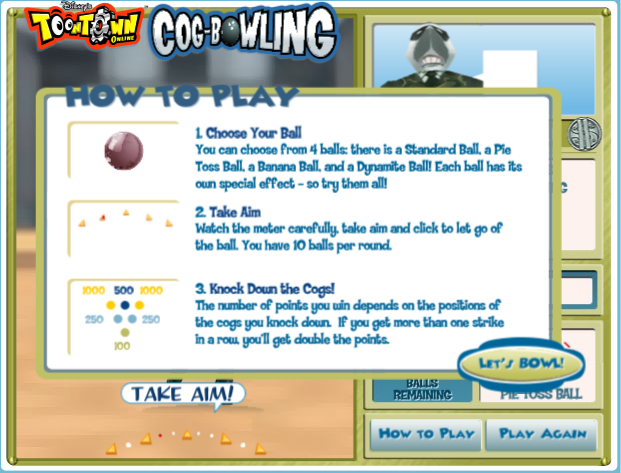 Disney's
TOONTOWN
ONLINE
COG-BOWLING
HOW TO PLAY
1. Choose Your Ball
You can choose from 4 balls: there is a Standard Ball, a Pie
Toss Ball, a Banana Ball, and a Dynamite Ball! Each ball has its
own special effect - so try them all!
2. Take Aim
Watch the meter carefully, take aim and click to let go of
the ball. You have 10 balls per round.
1000 500 1000
250 250
100
3. Knock Down the Cogs!
The number of points you win depends on the positions of
the cogs you knock down. If you get more than one strike
in a row, you'll get double the points.
LET'S BOWL!
TAKE AIM!
BALLS
REMAINING
PIE TOSS BALL
HOW TO PLAY
PLAY AGAIN